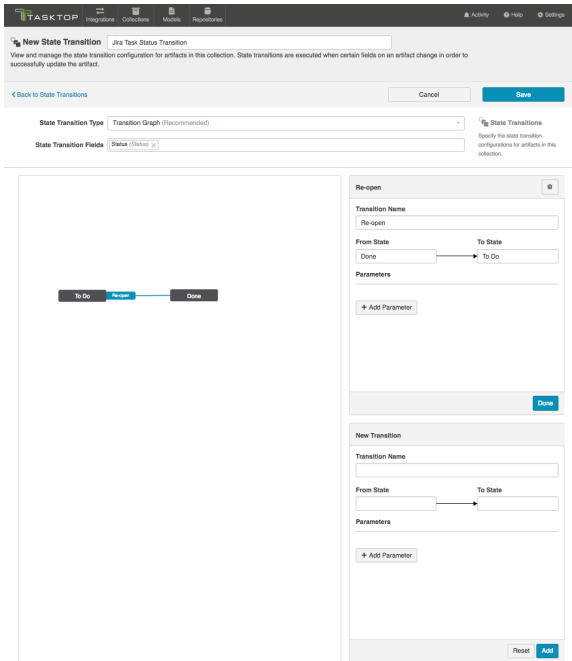 TASKTOP
Integrations
Collections
Models
Repositories
Activity
Help
Settings
New State Transition
Jira Task Status Transition
View and manage the state transition configuration for artifacts in this collection. State transitions are executed when certain fields on an artifact change in order to
successfully update the artifact.
Back to State Transitions
Cancel
Save
State Transition Type
Transition Graph (Recommended)
State Transition Fields
Status (Status)
State Transitions
Specify the state transition
configurations for artifacts in this
collection.
To Do
Re-open
Done
Re-open
Transition Name
Re-open
From State
To State
Done
To Do
Parameters
+ Add Parameter
Done
New Transition
Transition Name
From State
To State
Parameters
+ Add Parameter
Reset
Add